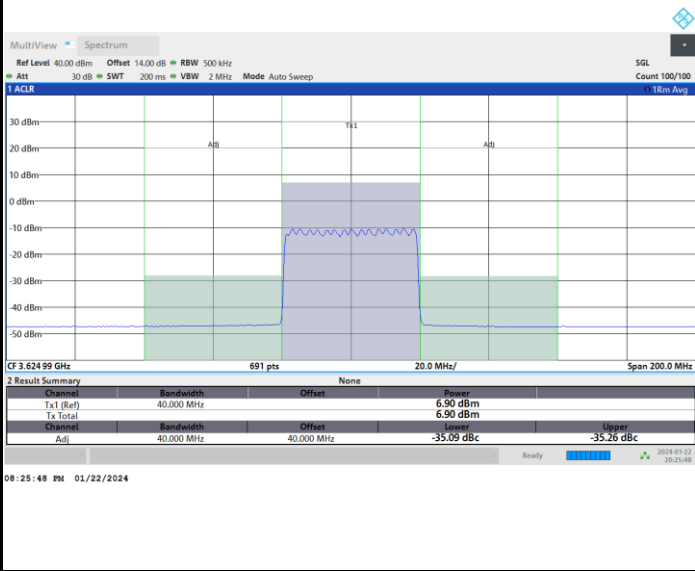 MultiView Spectrum
Ref Level 40.00 dBm Offset 14.00 dB RBW 500 kHz SGL
Att 30 dB SWT 200 ms VBW 2 MHz Mode Auto Sweep Count 100/100
1 ACLR 1Rm Avg
30 dBm
Tx1
20 dBm
Adj Adj
10 dBm
0 dBm
-10 dBm
-20 dBm
-30 dBm
-40 dBm
-50 dBm
CF 3.624 99 GHz 691 pts 20.0 MHz/ Span 200.0 MHz
2 Result Summary None
Channel Bandwidth Offset Power
Tx1 (Ref) 40.000 MHz 6.90 dBm
Tx Total 6.90 dBm
Channel Bandwidth Offset Lower Upper
Adj 40.000 MHz 40.000 MHz -35.09 dBc -35.26 dBc
Ready 2024-01-22
20:25:48
08:25:48 PM 01/22/2024